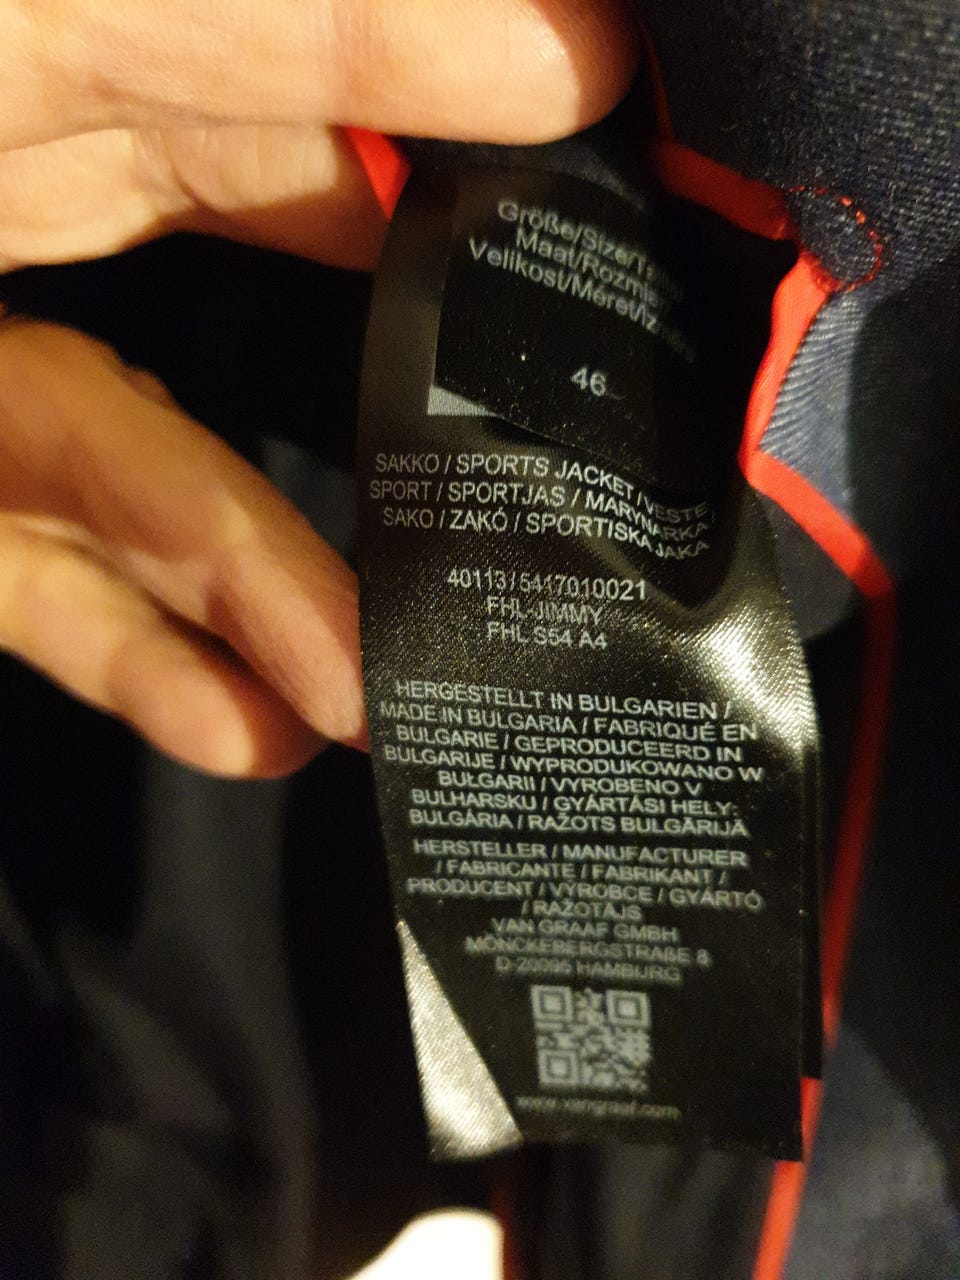 Größe/Size/
Maat/Rozmiar
Velikost/Méret/
46
SAKKO / SPORTS JACKET / VESTE
SPORT / SPORTJAS / MARYNARKA /
SAKO / ZAKÓ / SPORTISKA JAKA
40113 / 5417010021
FHL-JIMMY
FHL S54 A4
HERGESTELLT IN BULGARIEN /
MADE IN BULGARIA / FABRIQUÉ EN
BULGARIE / GEPRODUCEERD IN
BULGARIJE / WYPRODUKOWANO W
BUŁGARII / VYROBENO V
BULHARSKU / GYÁRTÁSI HELY:
BULGÁRIA / RAŽOTS BULGĀRIJĀ
HERSTELLER / MANUFACTURER
/ FABRICANTE / FABRIKANT /
PRODUCENT / VÝROBCE / GYÁRTÓ
/ RAŽOTĀJS
VAN GRAAF GMBH
MÖNCKEBERGSTRAßE 8
D-20095 HAMBURG
www.vangraaf.com